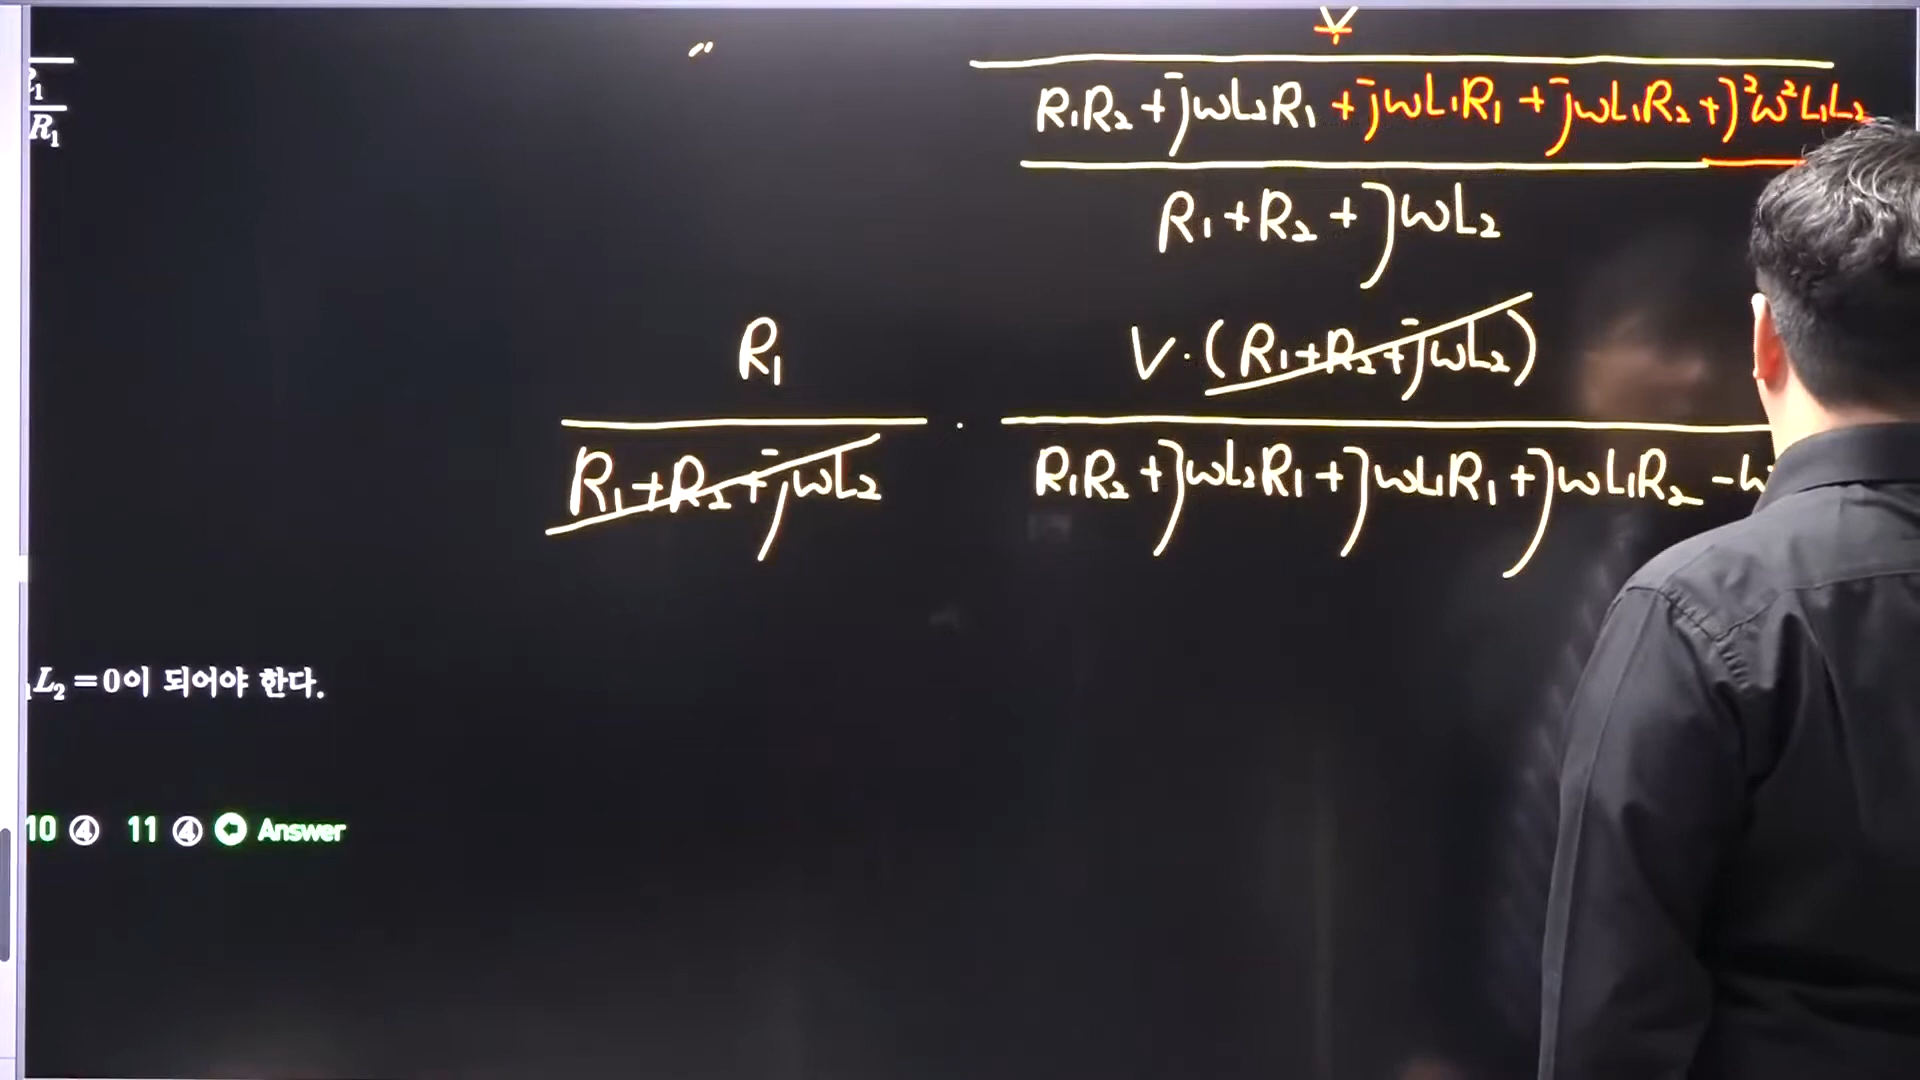 R₁
V
R₁R₂ + jωL₂R₁ + jωL₁R₁ + jωL₁R₂ + j²ω²L₁L₂
R₁ + R₂ + jωL₂
R₁
V · (R₁+R₂+jωL₂)
R₁+R₂+jωL₂
R₁R₂ + jωL₂R₁ + jωL₁R₁ + jωL₁R₂ −
L₂ = 0이 되어야 한다.
10 ④ 11 ④ Answer